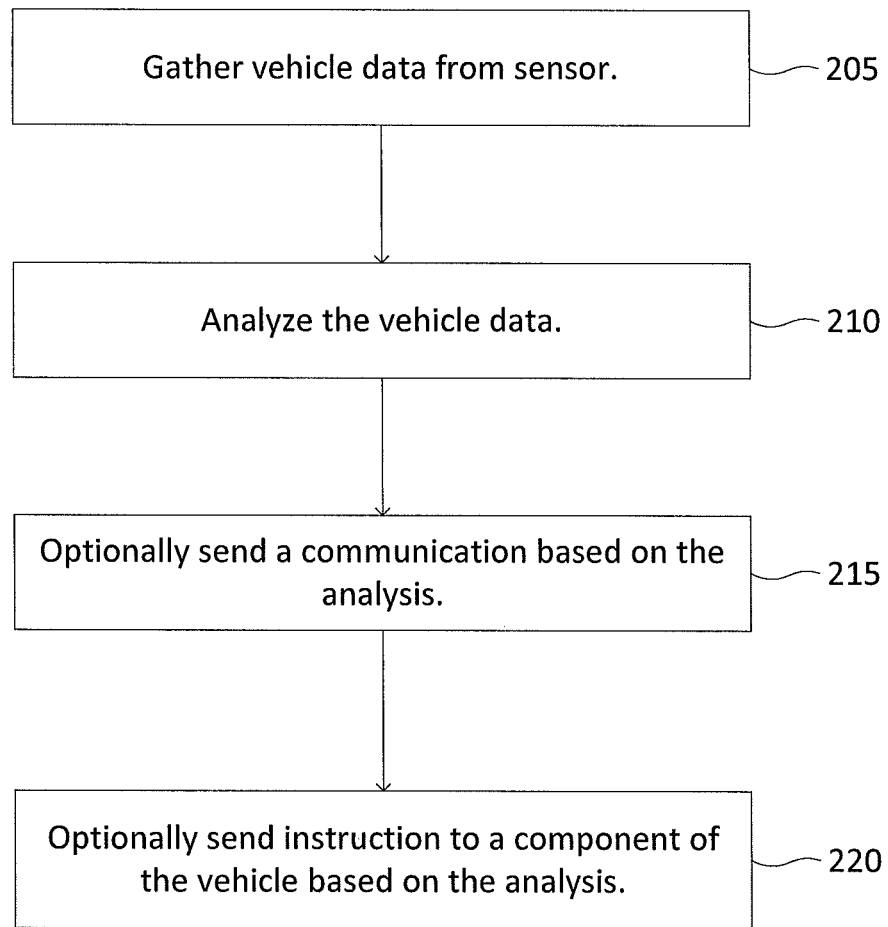 Gather vehicle data from sensor.
205
Analyze the vehicle data.
210
Optionally send a communication based on the
analysis.
215
Optionally send instruction to a component of
the vehicle based on the analysis.
220